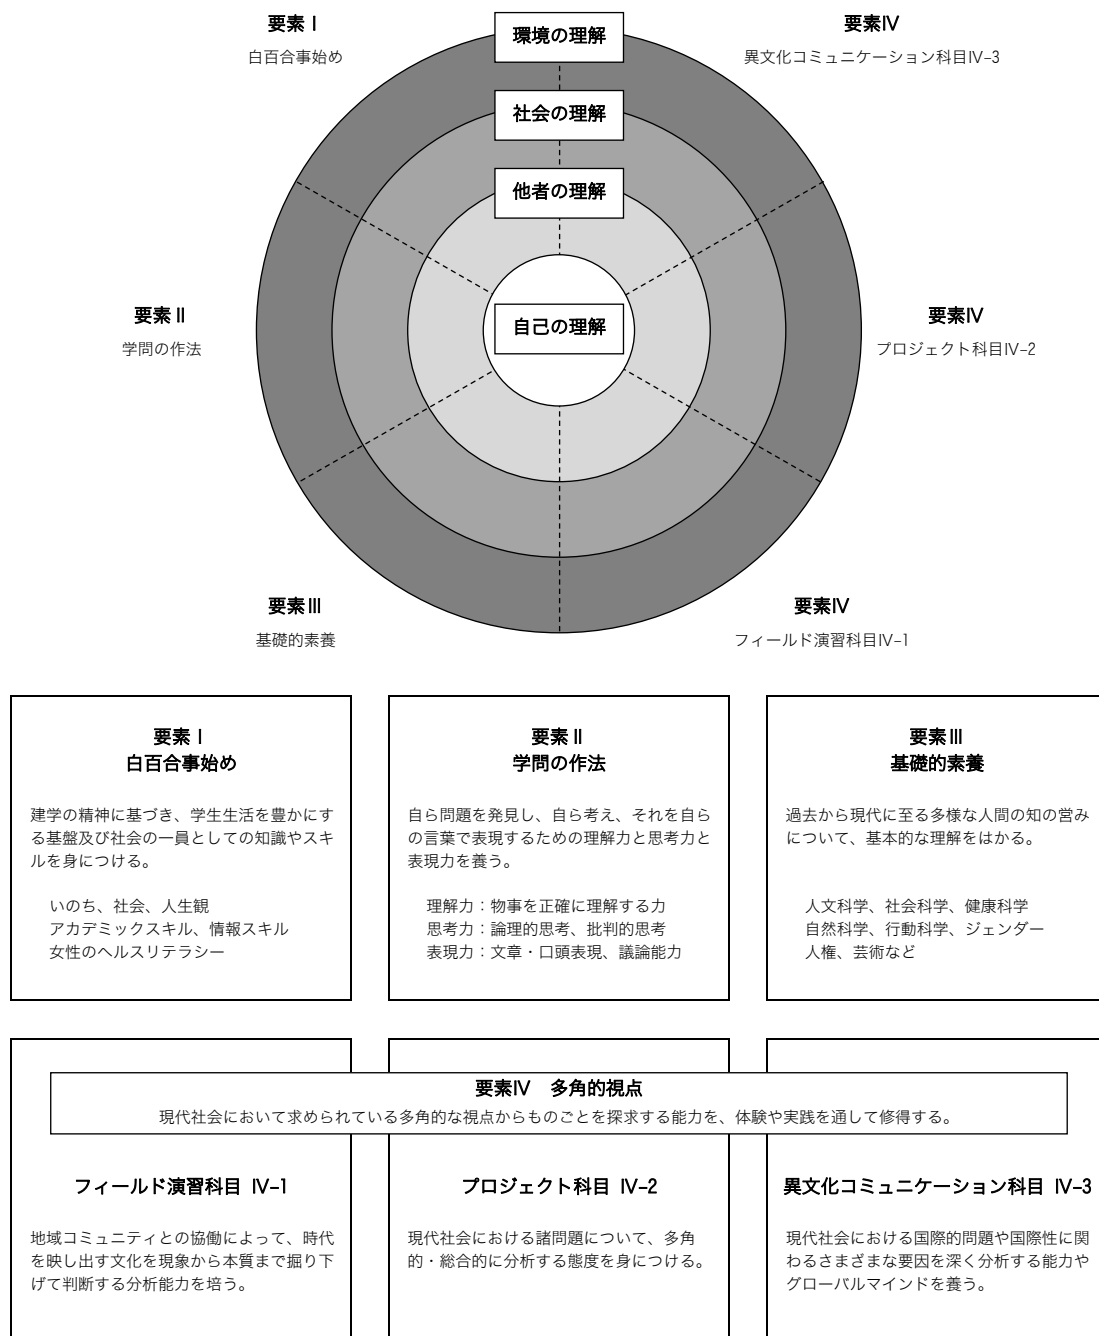 要素Ⅰ
白百合事始め
要素Ⅳ
異文化コミュニケーション科目Ⅳ−3
環境の理解
社会の理解
他者の理解
自己の理解
要素Ⅱ
学問の作法
要素Ⅳ
プロジェクト科目Ⅳ−2
要素Ⅲ
基礎的素養
要素Ⅳ
フィールド演習科目Ⅳ−1
要素Ⅰ
白百合事始め
建学の精神に基づき、学生生活を豊かにす
る基盤及び社会の一員としての知識やスキ
ルを身につける。
いのち、社会、人生観
アカデミックスキル、情報スキル
女性のヘルスリテラシー
要素Ⅱ
学問の作法
自ら問題を発見し、自ら考え、それを自ら
の言葉で表現するための理解力と思考力と
表現力を養う。
理解力：物事を正確に理解する力
思考力：論理的思考、批判的思考
表現力：文章・口頭表現、議論能力
要素Ⅲ
基礎的素養
過去から現代に至る多様な人間の知の営み
について、基本的な理解をはかる。
人文科学、社会科学、健康科学
自然科学、行動科学、ジェンダー
人権、芸術など
要素Ⅳ　多角的視点
現代社会において求められている多角的な視点からものごとを探求する能力を、体験や実践を通して修得する。
フィールド演習科目 Ⅳ−1
地域コミュニティとの協働によって、時代
を映し出す文化を現象から本質まで掘り下
げて判断する分析能力を培う。
プロジェクト科目 Ⅳ−2
現代社会における諸問題について、多角
的・総合的に分析する態度を身につける。
異文化コミュニケーション科目 Ⅳ−3
現代社会における国際的問題や国際性に関
わるさまざまな要因を深く分析する能力や
グローバルマインドを養う。